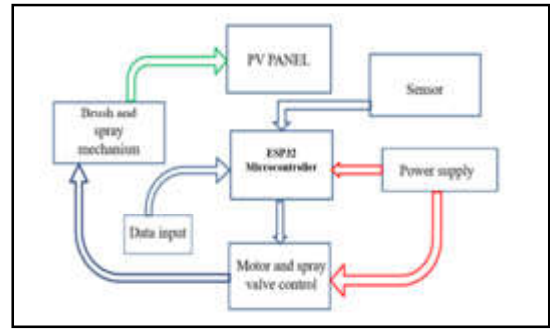 PV PANEL
Sensor
Brush and
spray
mechanism
ESP32
Microcontroller
Power supply
Data input
Motor and spray
valve control